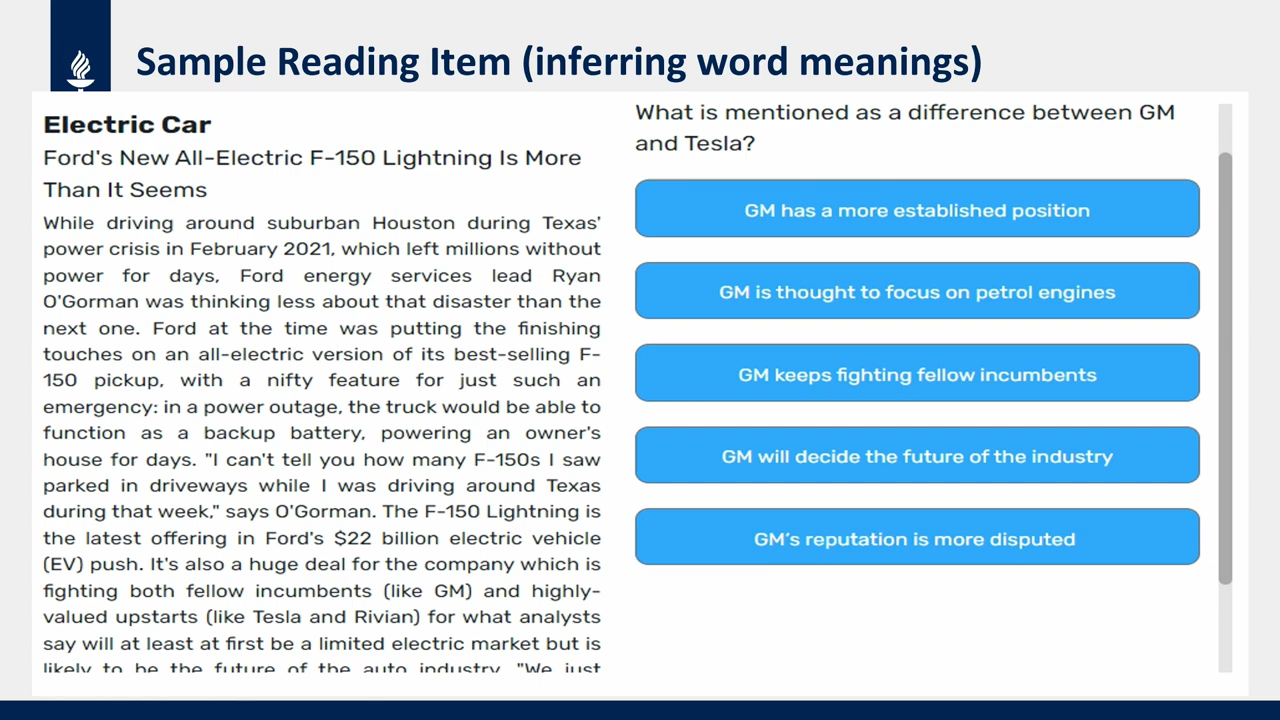 Sample Reading Item (inferring word meanings)
Electric Car
Ford's New All-Electric F-150 Lightning Is More
Than It Seems
While driving around suburban Houston during Texas'
power crisis in February 2021, which left millions without
power for days, Ford energy services lead Ryan
O'Gorman was thinking less about that disaster than the
next one. Ford at the time was putting the finishing
touches on an all-electric version of its best-selling F-
150 pickup, with a nifty feature for just such an
emergency: in a power outage, the truck would be able to
function as a backup battery, powering an owner's
house for days. "I can't tell you how many F-150s I saw
parked in driveways while I was driving around Texas
during that week," says O'Gorman. The F-150 Lightning is
the latest offering in Ford's $22 billion electric vehicle
(EV) push. It's also a huge deal for the company which is
fighting both fellow incumbents (like GM) and highly-
valued upstarts (like Tesla and Rivian) for what analysts
say will at least at first be a limited electric market but is
likely to be the future of the auto industry. "We just
What is mentioned as a difference between GM
and Tesla?
GM has a more established position
GM is thought to focus on petrol engines
GM keeps fighting fellow incumbents
GM will decide the future of the industry
GM's reputation is more disputed